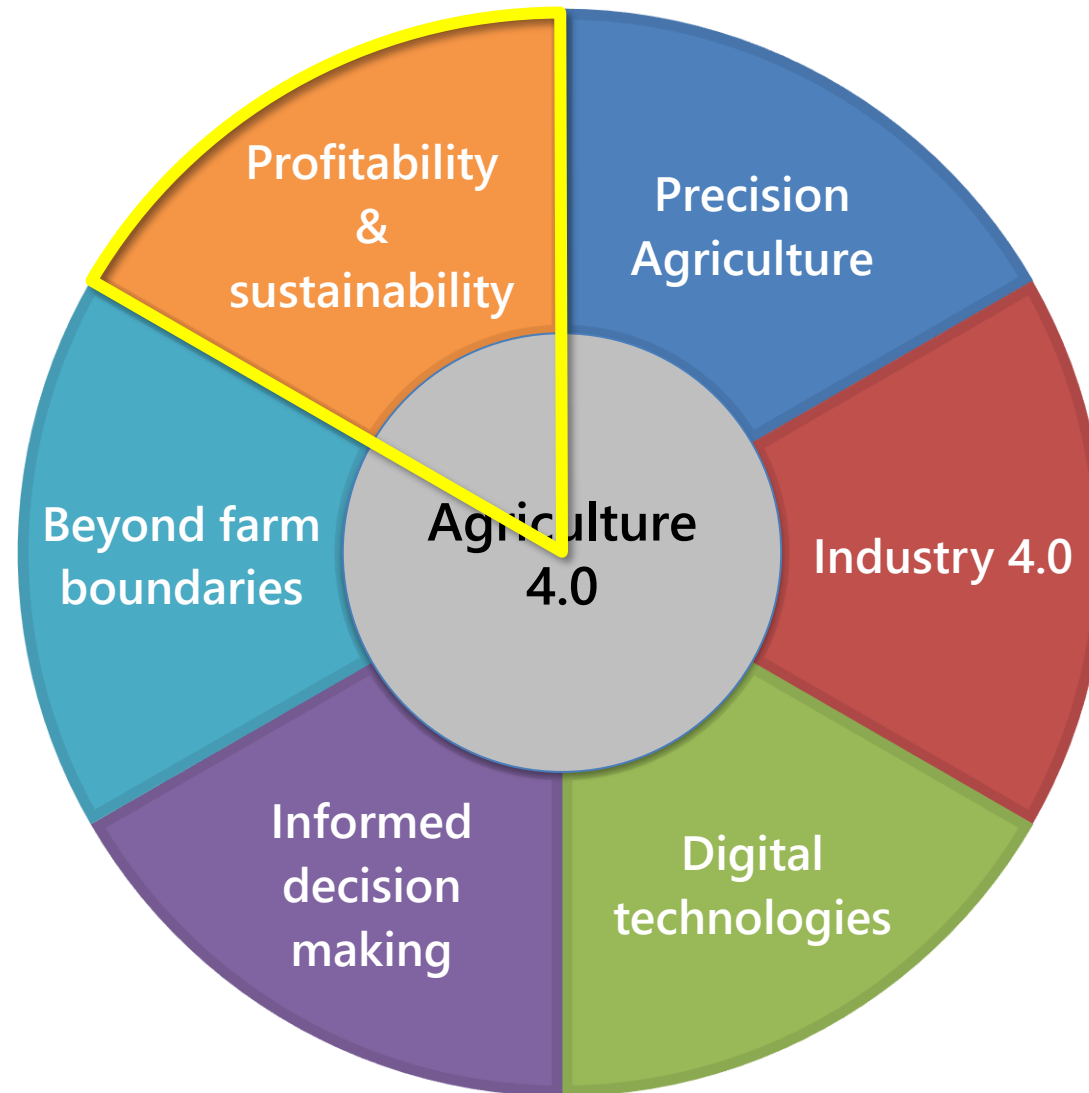 Profitability
&
sustainability
Precision
Agriculture
Beyond farm
boundaries
Agriculture
4.0
Industry 4.0
Informed
decision
making
Digital
technologies